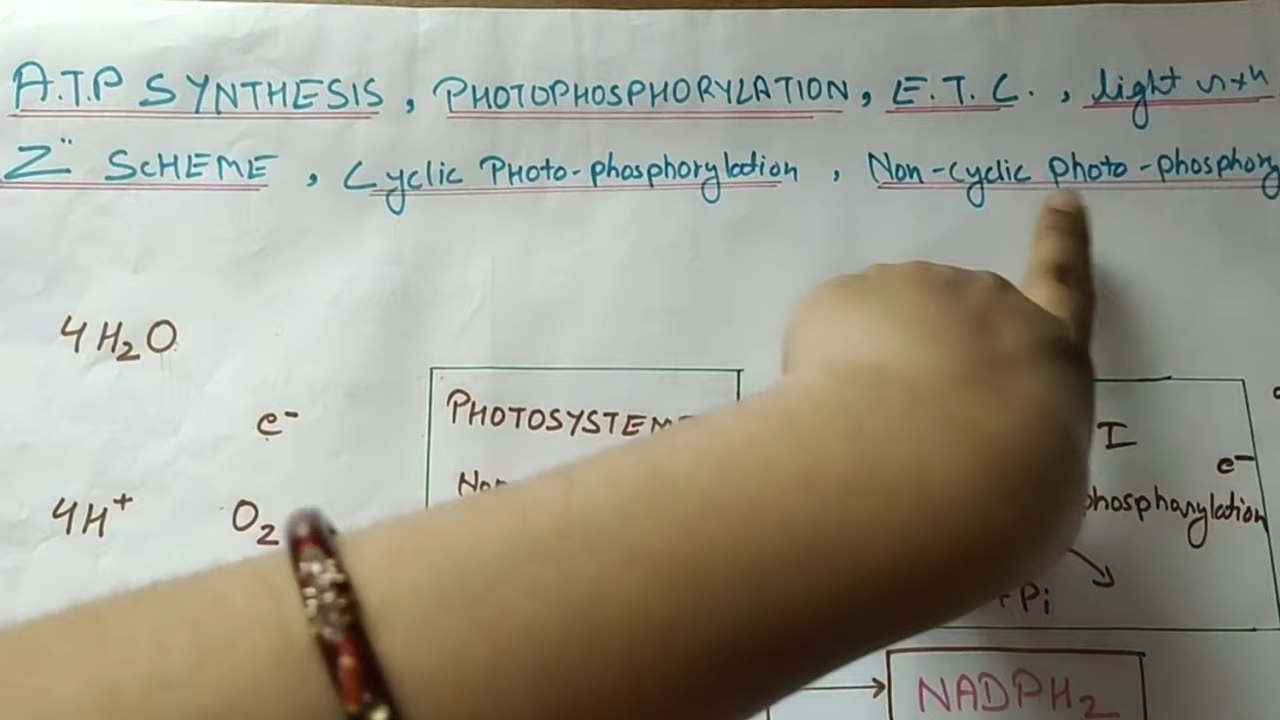 A.T.P SYNTHESIS, PHOTOPHOSPHORYLATION, E.T.C., light rxn
Z" SCHEME, Cyclic Photo-phosphorylation, Non-cyclic photo-phosphory
4H₂O
PHOTOSYSTEM I
e⁻
e⁻
4H⁺ O₂ phosphorylation
+ Pi
NADPH₂